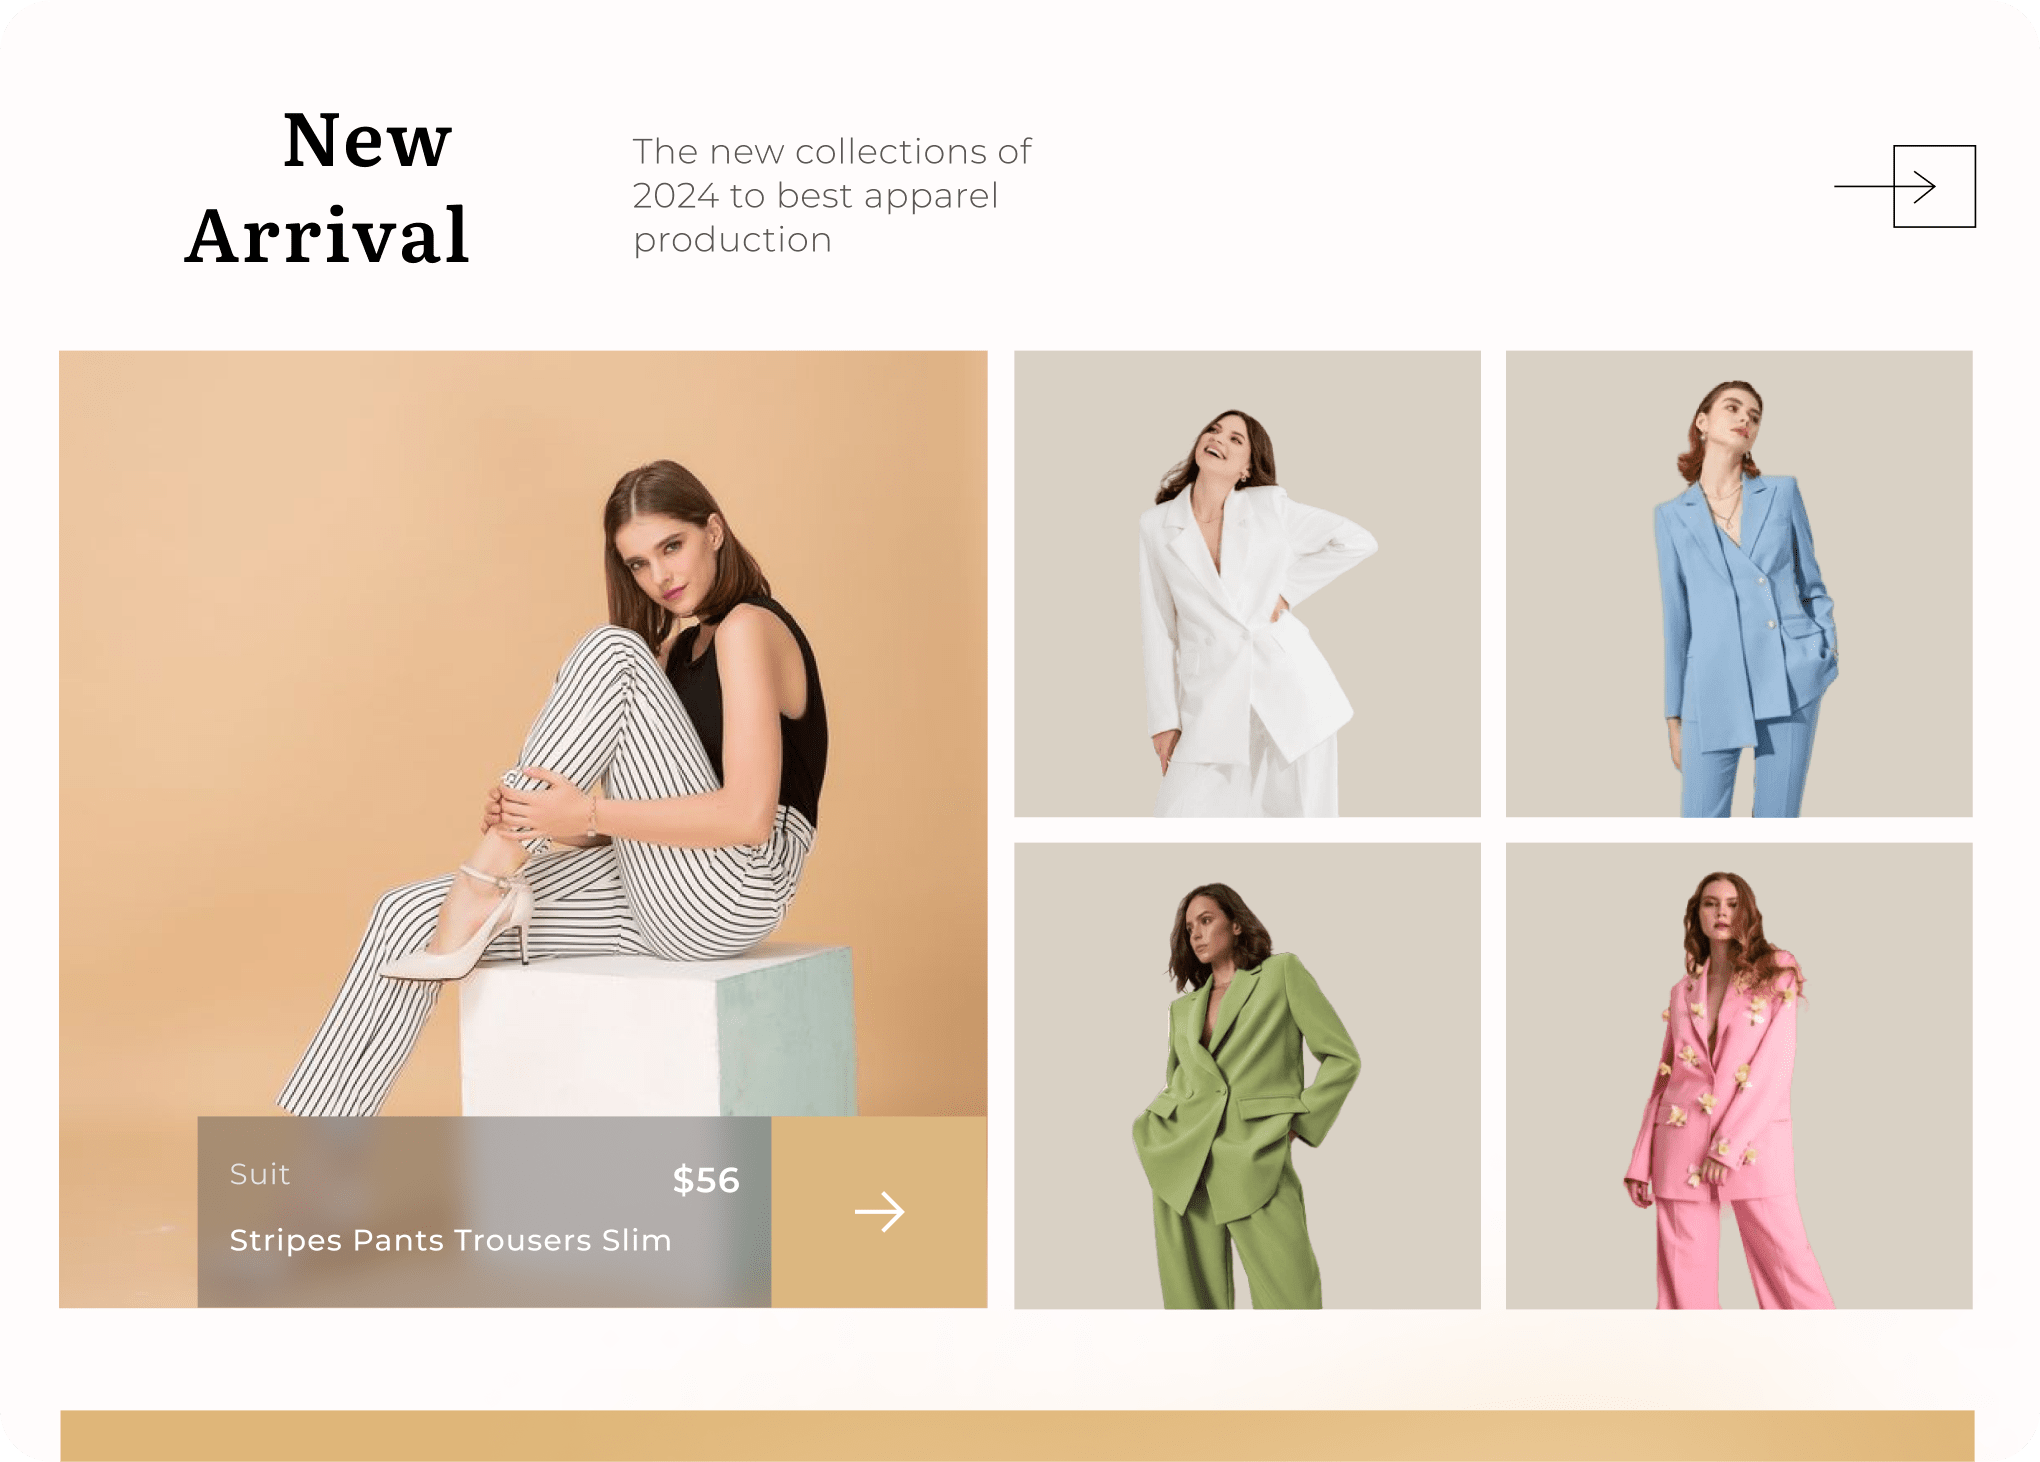 New
Arrival
The new collections of
2024 to best apparel
production
Suit
$56
Stripes Pants Trousers Slim